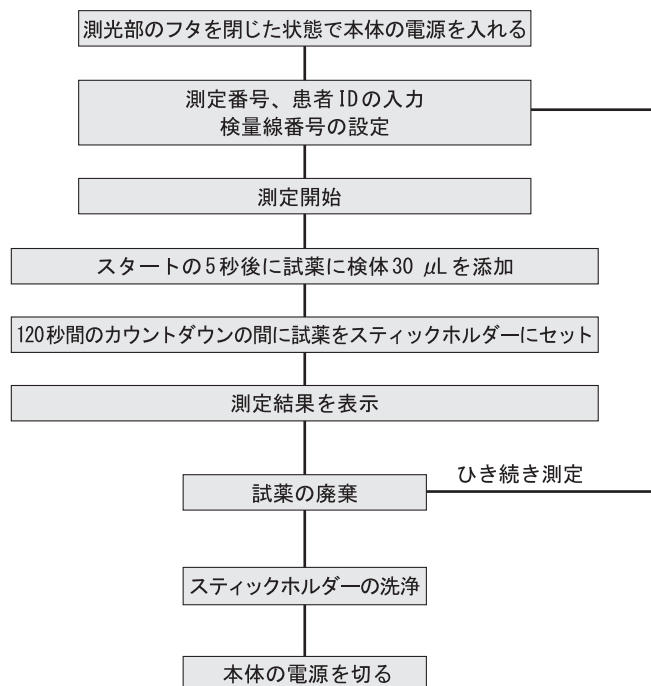 測光部のフタを閉じた状態で本体の電源を入れる
測定番号、患者IDの入力
検量線番号の設定
測定開始
スタートの5秒後に試薬に検体30 μLを添加
120秒間のカウントダウンの間に試薬をスティックホルダーにセット
測定結果を表示
ひき続き測定
試薬の廃棄
スティックホルダーの洗浄
本体の電源を切る